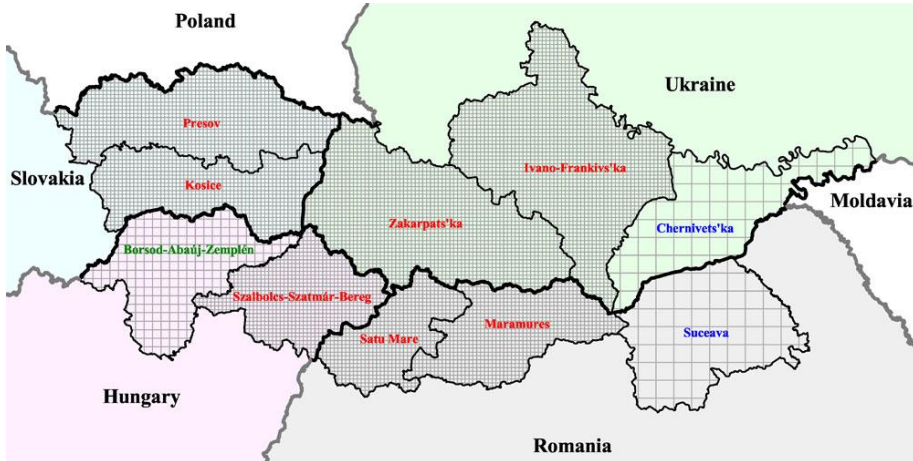 Poland
Ukraine
Presov
Ivano-Frankivs'ka
Slovakia
Kosice
Moldavia
Zakarpats'ka
Chernivets'ka
Borsod-Abaúj-Zemplén
Szalbolcs-Szatmár-Bereg
Maramures
Satu Mare
Suceava
Hungary
Romania